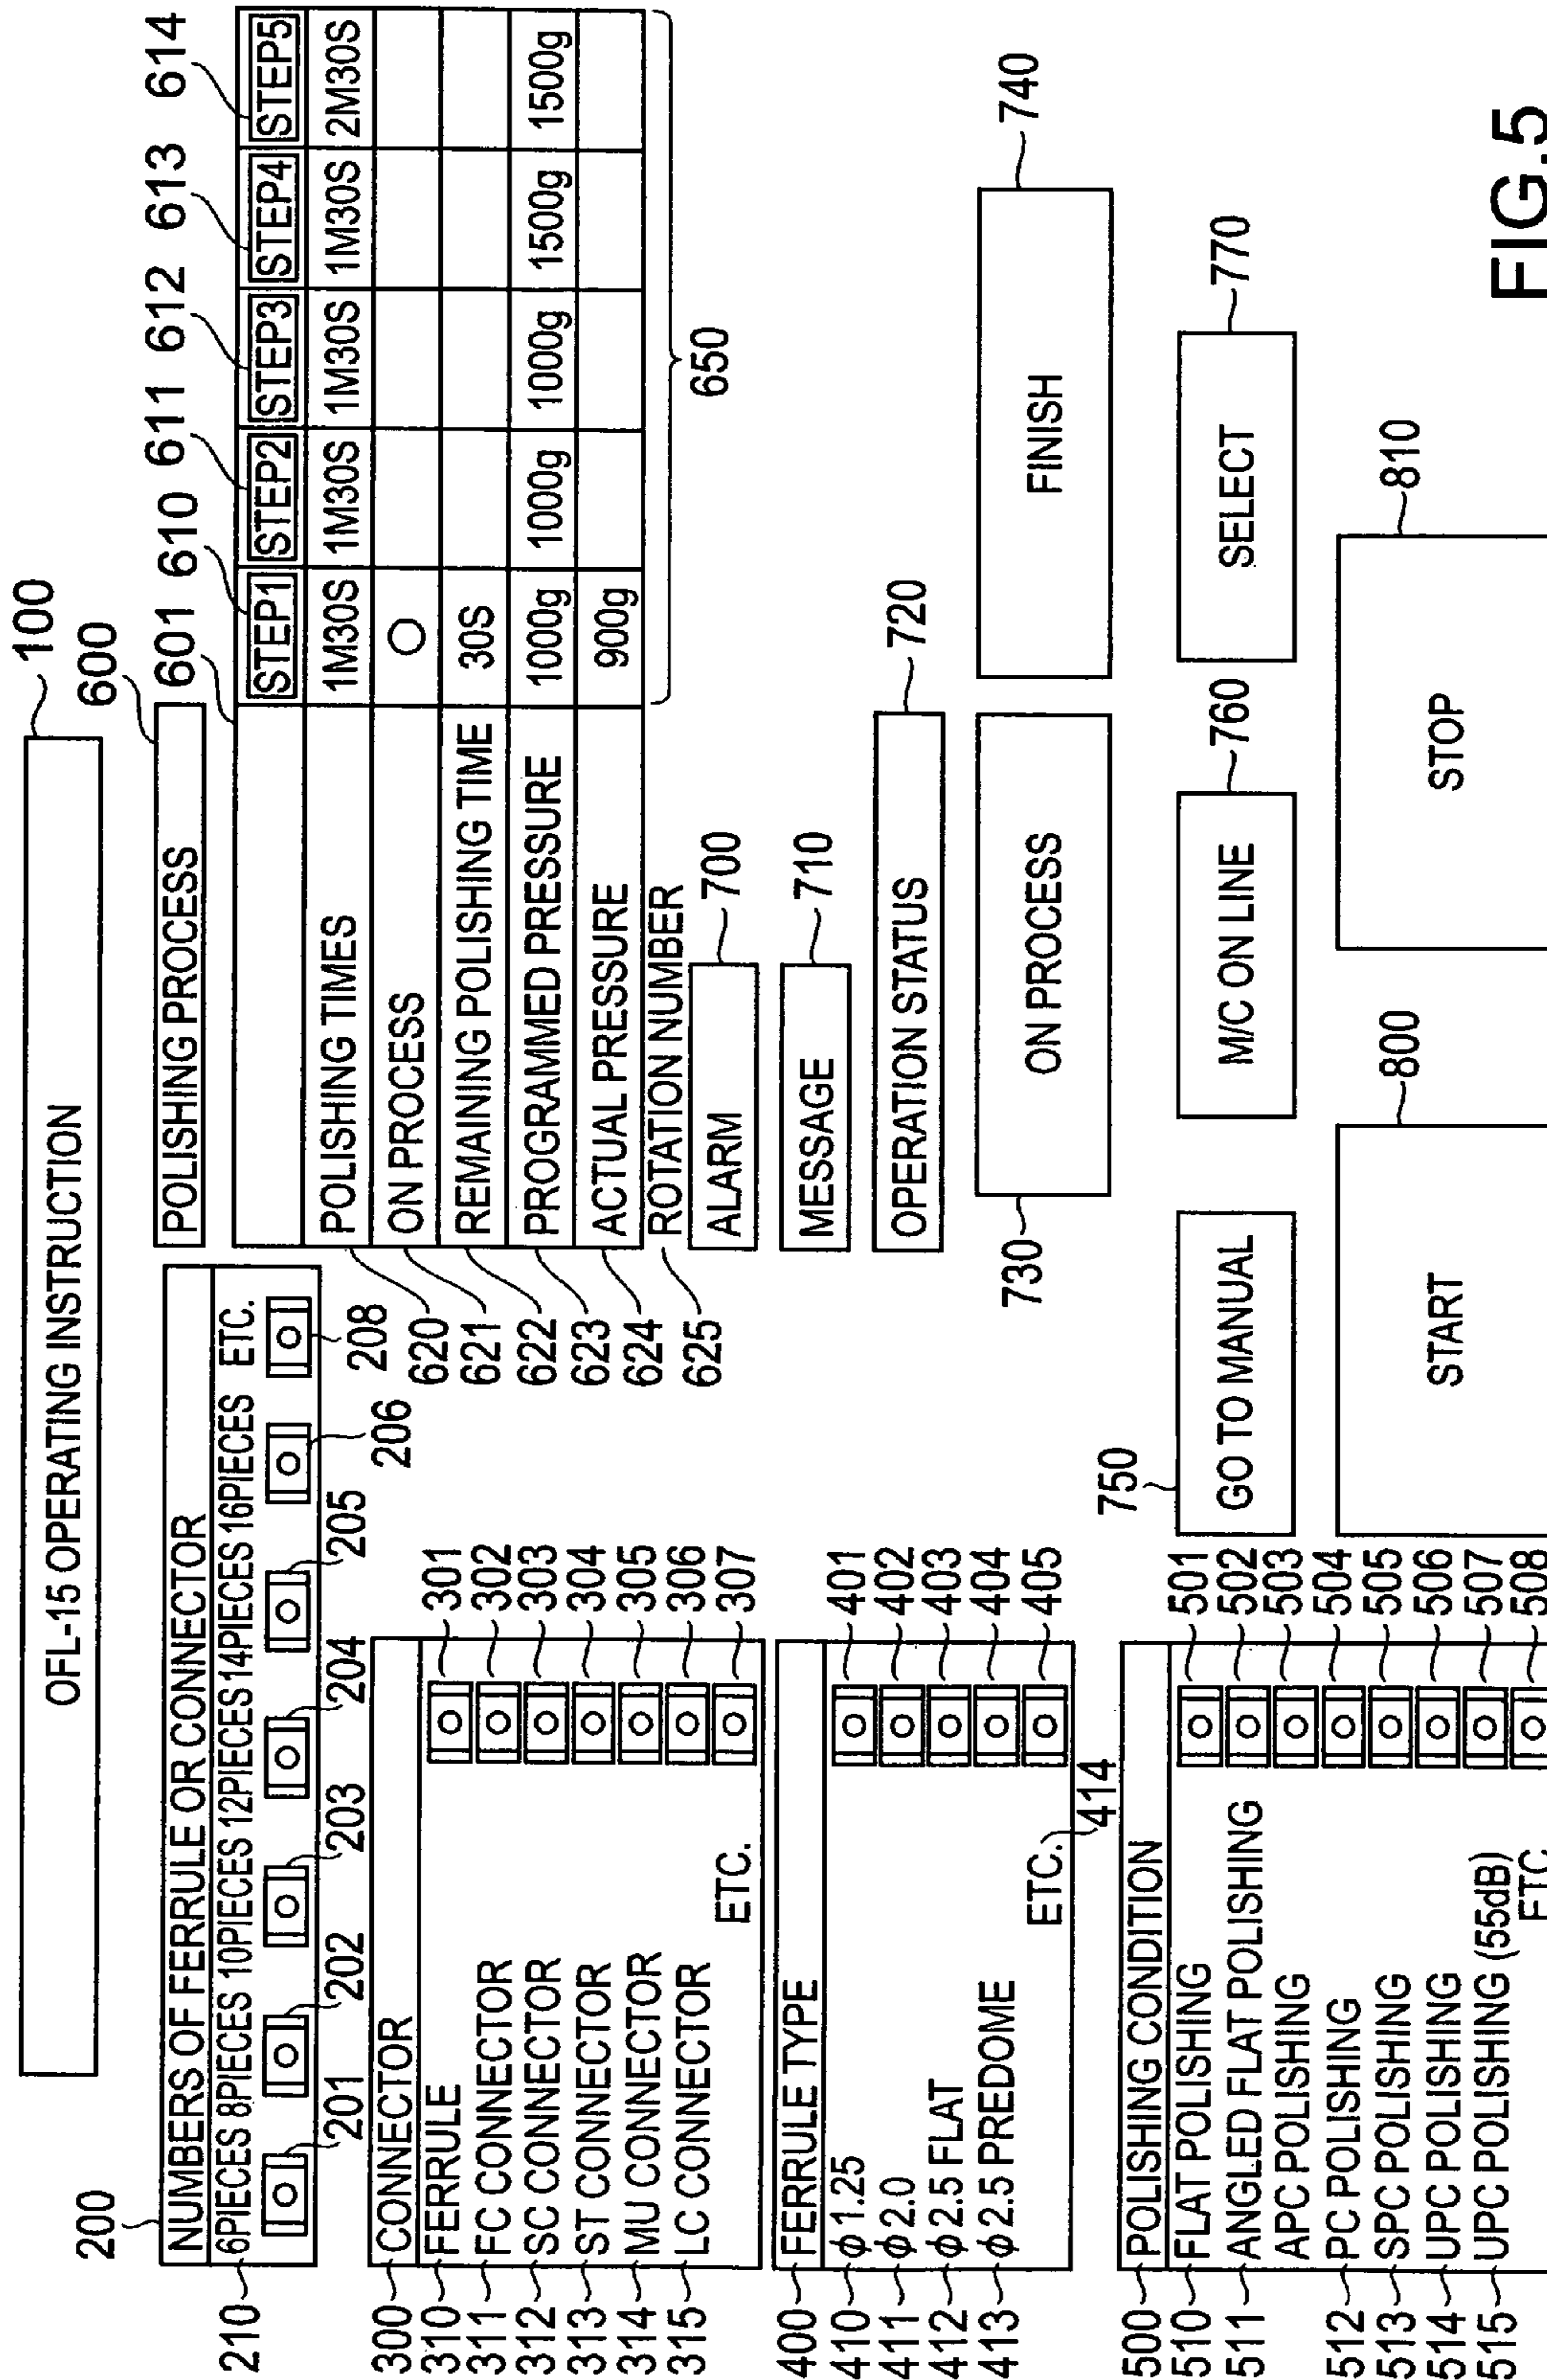 OFL-15 OPERATING INSTRUCTION
100
200
NUMBERS OF FERRULE OR CONNECTOR
210
6PIECES 8PIECES 10PIECES 12PIECES 14PIECES 16PIECES ETC.
201 202 203 204 205 206 208
300 CONNECTOR
310 FERRULE 301
311 FC CONNECTOR 302
312 SC CONNECTOR 303
313 ST CONNECTOR 304
314 MU CONNECTOR 305
315 LC CONNECTOR 306
ETC. 307
400 FERRULE TYPE
410 ϕ1.25 401
411 ϕ2.0 402
412 ϕ2.5 FLAT 403
413 ϕ2.5 PREDOME 404
ETC. 405
414
500 POLISHING CONDITION
510 FLAT POLISHING 501
511 ANGLED FLAT POLISHING 502
APC POLISHING 503
512 PC POLISHING 504
513 SPC POLISHING 505
514 UPC POLISHING 506
515 UPC POLISHING (55dB) 507
ETC 508
600
POLISHING PROCESS
601 610 611 612 613 614
STEP1 STEP2 STEP3 STEP4 STEP5
620 POLISHING TIMES 1M30S 1M30S 1M30S 1M30S 2M30S
621 ON PROCESS ○
622 REMAINING POLISHING TIME 30S
623 PROGRAMMED PRESSURE 1000g 1000g 1000g 1500g 1500g
624 ACTUAL PRESSURE 900g
625 ROTATION NUMBER
650
ALARM 700
MESSAGE 710
OPERATION STATUS 720
730 ON PROCESS
FINISH 740
750 GO TO MANUAL
M/C ON LINE 760
SELECT 770
START 800
STOP 810
FIG.5